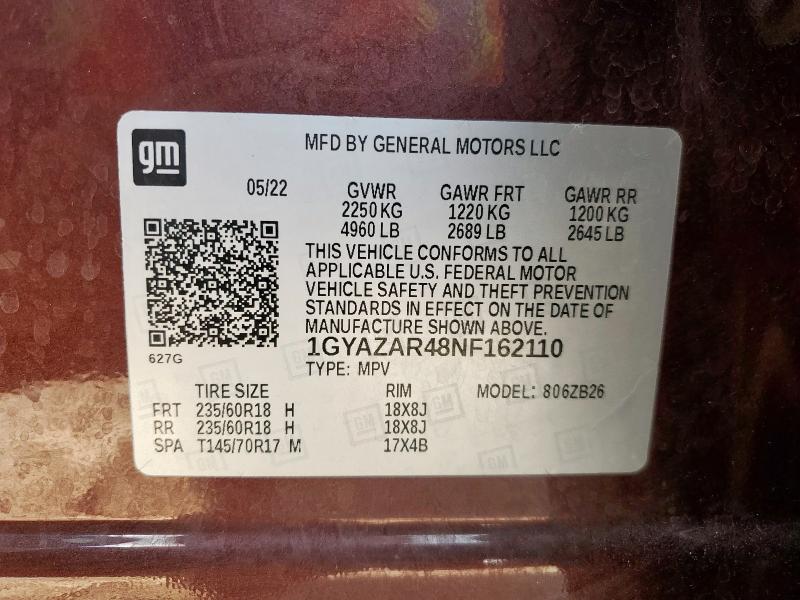 gm
MFD BY GENERAL MOTORS LLC
05/22 GVWR GAWR FRT GAWR RR
2250 KG 1220 KG 1200 KG
4960 LB 2689 LB 2645 LB
THIS VEHICLE CONFORMS TO ALL
APPLICABLE U.S. FEDERAL MOTOR
VEHICLE SAFETY AND THEFT PREVENTION
STANDARDS IN EFFECT ON THE DATE OF
MANUFACTURE SHOWN ABOVE.
627G
1GYAZAR48NF162110
TYPE: MPV
TIRE SIZE RIM MODEL: 806ZB26
FRT 235/60R18 H 18X8J
RR 235/60R18 H 18X8J
SPA T145/70R17 M 17X4B